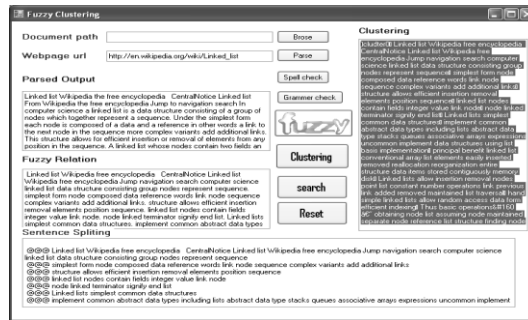 Fuzzy Clustering
Document path
Brose
Webpage url
http://en.wikipedia.org/wiki/Linked_list
Parse
Parsed Output
Spell check
Grammer check
Linked list Wikipedia the free encyclopedia   CentralNotice Linked list
From Wikipedia the free encyclopedia Jump to navigation search In
computer science a linked list is a data structure consisting of a group of
nodes which together represent a sequence. Under the simplest form
each node is composed of a data and a reference in other words a link to
the next node in the sequence more complex variants add additional links.
This structure allows for efficient insertion or removal of elements from any
position in the sequence. A linked list whose nodes contain two fields an
fuzzy
Fuzzy Relation
Linked list Wikipedia free encyclopedia   CentralNotice Linked list
Wikipedia free encyclopedia Jump navigation search computer science
linked list data structure consisting group nodes represent sequence.
simplest form node composed data reference words link node sequence
complex variants add additional links. structure allows efficient insertion
removal elements position sequence. linked list nodes contain fields
integer value link node. node linked terminator signify end list. Linked lists
simplest common data structures. implement common abstract data types
Clustering
search
Reset
Clustering
Linked list Wikipedia free encyclopedia
CentralNotice Linked list Wikipedia free
encyclopedia Jump navigation search computer
science linked list data structure consisting group
nodes represent sequence simplest form node
composed data reference words link node
sequence complex variants add additional links
structure allows efficient insertion removal
elements position sequence linked list nodes
contain fields integer value link node node linked
terminator signify end list Linked lists simplest
common data structures implement common
abstract data types including lists abstract data
type stacks queues associative arrays expressions
uncommon implement data structures using list
basis implementation principal benefit linked list
conventional array list elements easily inserted
removed reallocation reorganization entire
structure data items stored contiguously memory
disk Linked lists allow insertion removal nodes
point list constant number operations link previous
link added removed maintained list traversal hand
simple linked lists allow random access data form
efficient indexing Thus basic operations&#160
obtaining node list assuming node maintained
separate node reference list structure finding node
Sentence Spliting
@@@ Linked list Wikipedia free encyclopedia   CentralNotice Linked list Wikipedia free encyclopedia Jump navigation search computer science
linked list data structure consisting group nodes represent sequence
@@@ simplest form node composed data reference words link node sequence complex variants add additional links
@@@ structure allows efficient insertion removal elements position sequence
@@@ linked list nodes contain fields integer value link node
@@@ node linked terminator signify end list
@@@ Linked lists simplest common data structures
@@@ implement common abstract data types including lists abstract data type stacks queues associative arrays expressions uncommon implement